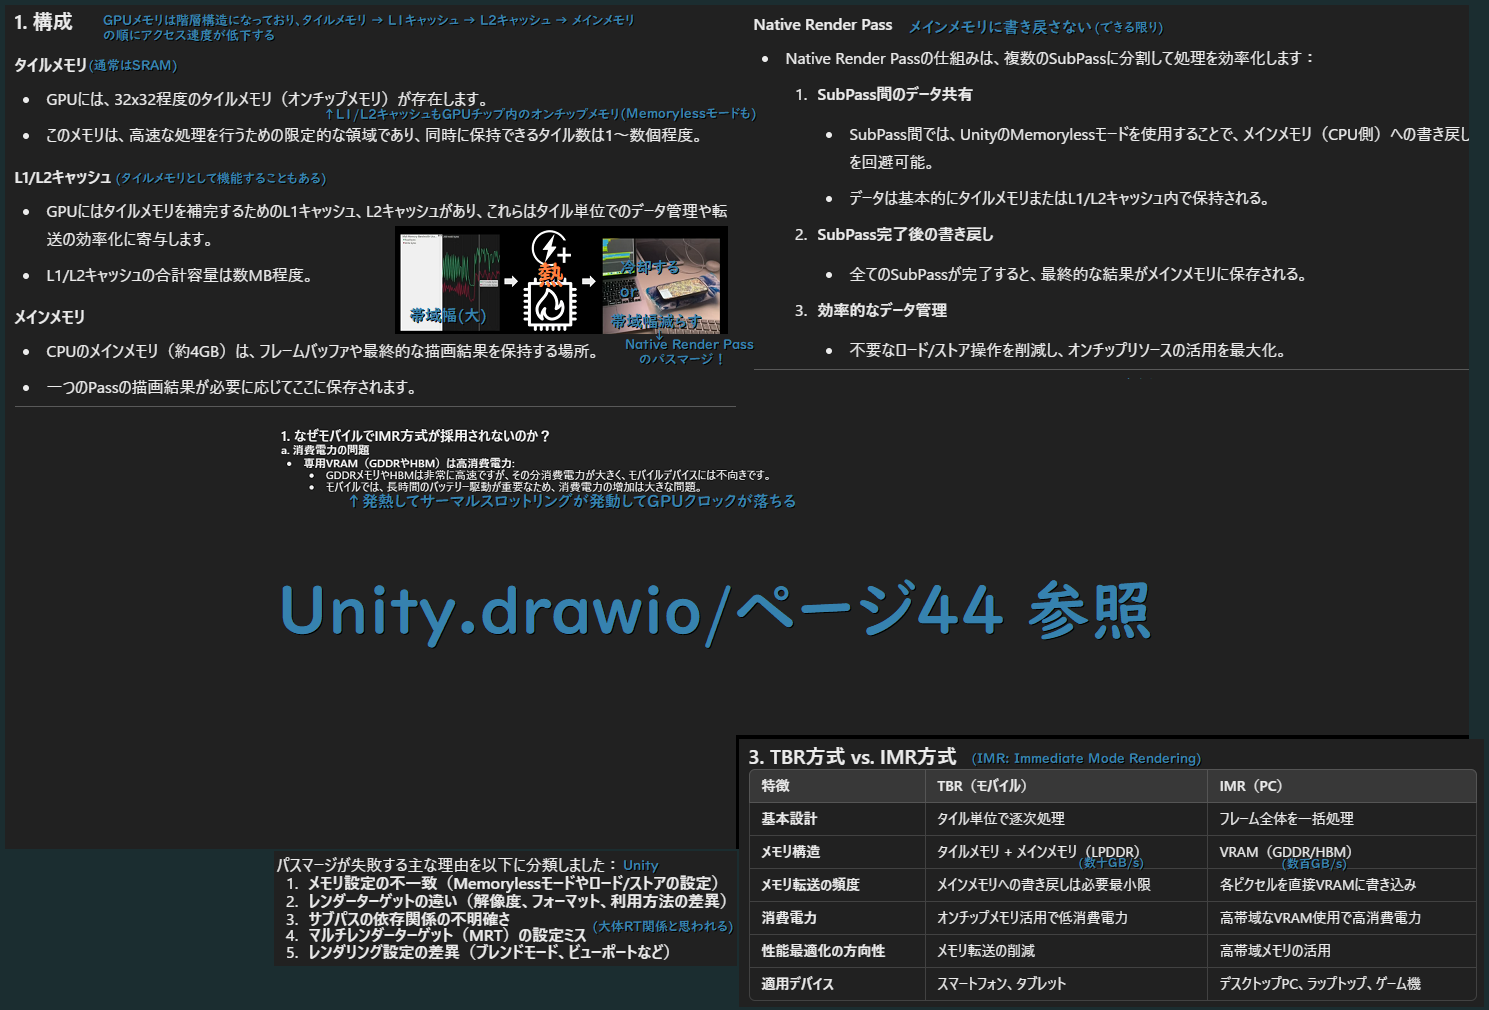 1. 構成
GPUメモリは階層構造になっており、タイルメモリ → L1キャッシュ → L2キャッシュ → メインメモリ
の順にアクセス速度が低下する
タイルメモリ(通常はSRAM)
• GPUには、32x32程度のタイルメモリ（オンチップメモリ）が存在します。
↑L1/L2キャッシュもGPUチップ内のオンチップメモリ(Memorylessモードも)
• このメモリは、高速な処理を行うための限定的な領域であり、同時に保持できるタイル数は1〜数個程度。
L1/L2キャッシュ (タイルメモリとして機能することもある)
• GPUにはタイルメモリを補完するためのL1キャッシュ、L2キャッシュがあり、これらはタイル単位でのデータ管理や転
送の効率化に寄与します。
• L1/L2キャッシュの合計容量は数MB程度。
帯域幅(大)
熱
冷却する
or
帯域幅減らす
↓
Native Render Pass
のパスマージ！
メインメモリ
• CPUのメインメモリ（約4GB）は、フレームバッファや最終的な描画結果を保持する場所。
• 一つのPassの描画結果が必要に応じてここに保存されます。
Native Render Pass メインメモリに書き戻さない(できる限り)
• Native Render Passの仕組みは、複数のSubPassに分割して処理を効率化します：
1. SubPass間のデータ共有
• SubPass間では、UnityのMemorylessモードを使用することで、メインメモリ（CPU側）への書き戻し
を回避可能。
• データは基本的にタイルメモリまたはL1/L2キャッシュ内で保持される。
2. SubPass完了後の書き戻し
• 全てのSubPassが完了すると、最終的な結果がメインメモリに保存される。
3. 効率的なデータ管理
• 不要なロード/ストア操作を削減し、オンチップリソースの活用を最大化。
1. なぜモバイルでIMR方式が採用されないのか？
a. 消費電力の問題
• 専用VRAM（GDDRやHBM）は高消費電力:
• GDDRメモリやHBMは非常に高速ですが、その分消費電力が大きく、モバイルデバイスには不向きです。
• モバイルでは、長時間のバッテリー駆動が重要なため、消費電力の増加は大きな問題。
↑発熱してサーマルスロットリングが発動してGPUクロックが落ちる
Unity.drawio/ページ44 参照
3. TBR方式 vs. IMR方式 (IMR: Immediate Mode Rendering)
特徴 TBR（モバイル） IMR（PC）
基本設計 タイル単位で逐次処理 フレーム全体を一括処理
メモリ構造 タイルメモリ + メインメモリ（LPDDR） VRAM（GDDR/HBM）
(数十GB/s) (数百GB/s)
メモリ転送の頻度 メインメモリへの書き戻しは必要最小限 各ピクセルを直接VRAMに書き込み
消費電力 オンチップメモリ活用で低消費電力 高帯域なVRAM使用で高消費電力
性能最適化の方向性 メモリ転送の削減 高帯域メモリの活用
適用デバイス スマートフォン、タブレット デスクトップPC、ラップトップ、ゲーム機
パスマージが失敗する主な理由を以下に分類しました： Unity
1. メモリ設定の不一致（Memorylessモードやロード/ストアの設定）
2. レンダーターゲットの違い（解像度、フォーマット、利用方法の差異）
3. サブパスの依存関係の不明確さ
(大体RT関係と思われる)
4. マルチレンダーターゲット（MRT）の設定ミス
5. レンダリング設定の差異（ブレンドモード、ビューポートなど）